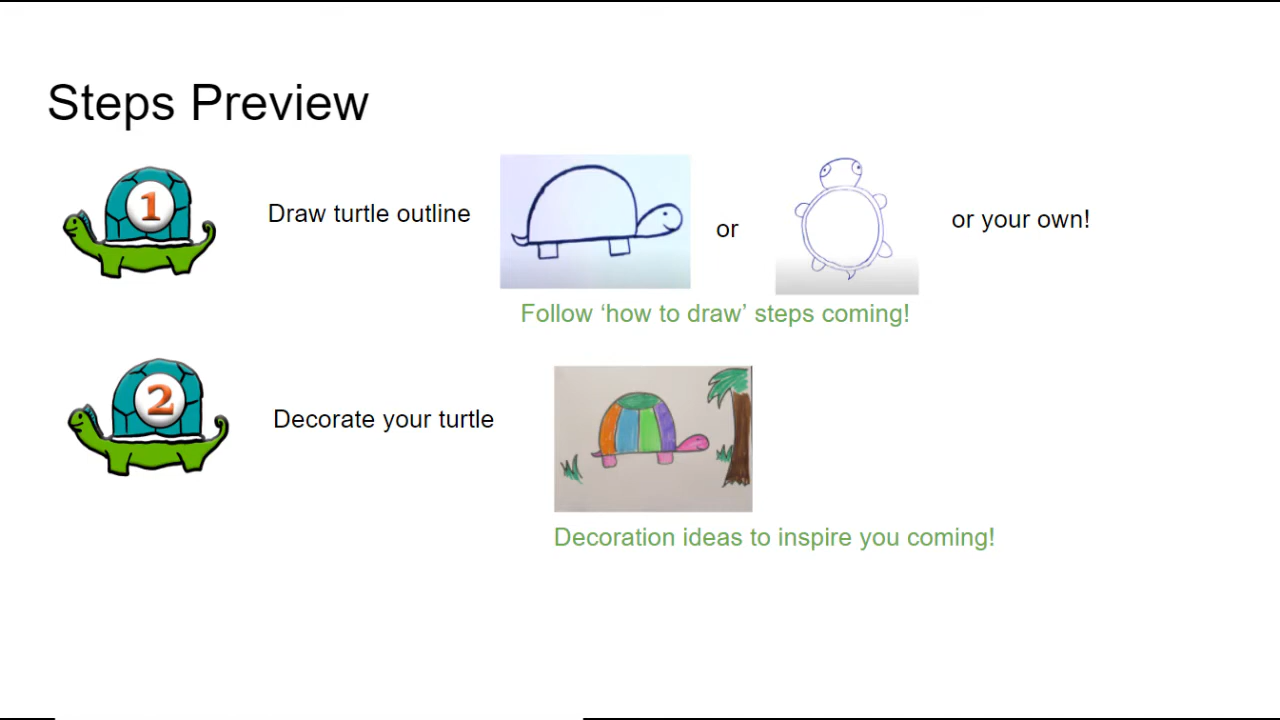 Steps Preview
1
Draw turtle outline
or
or your own!
Follow ‘how to draw’ steps coming!
2
Decorate your turtle
Decoration ideas to inspire you coming!